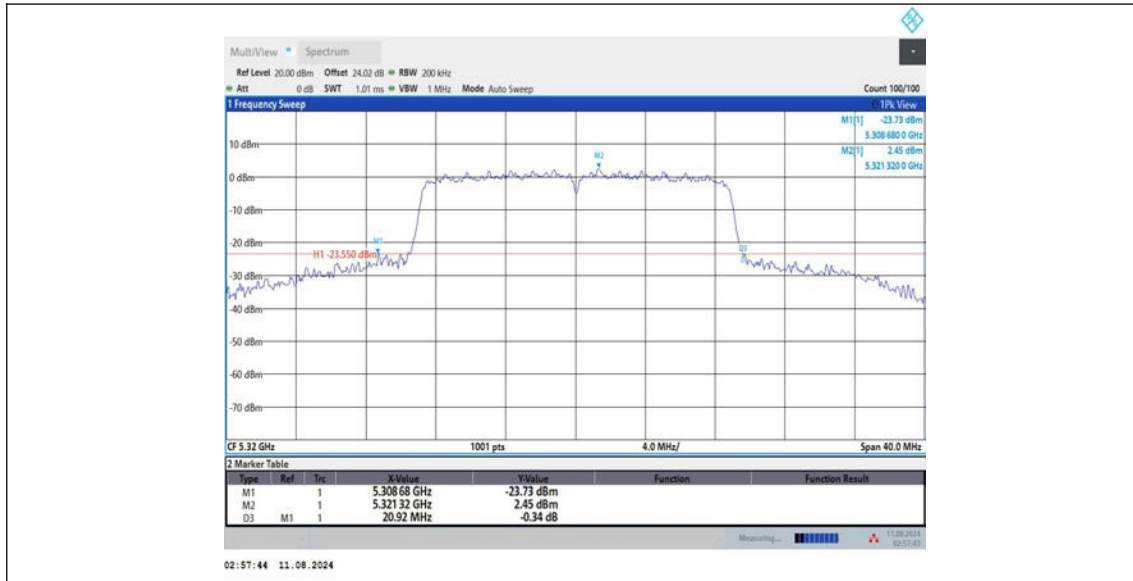 MultiView Spectrum
Ref Level 20.00 dBm Offset 24.02 dB RBW 200 kHz
Att 0 dB SWT 1.01 ms VBW 1 MHz Mode Auto Sweep Count 100/100
1 Frequency Sweep 1Pk View
M1[1] -23.73 dBm
5.308 680 0 GHz
M2[1] 2.45 dBm
5.321 320 0 GHz
10 dBm
M2
0 dBm
-10 dBm
-20 dBm
M1
D3
H1 -23.550 dBm
-30 dBm
-40 dBm
-50 dBm
-60 dBm
-70 dBm
CF 5.32 GHz 1001 pts 4.0 MHz/ Span 40.0 MHz
2 Marker Table
Type Ref Trc X-Value Y-Value Function Function Result
M1 1 5.308 68 GHz -23.73 dBm
M2 1 5.321 32 GHz 2.45 dBm
D3 M1 1 20.92 MHz -0.34 dB
Measuring... 11.08.2024
02:57:43
02:57:44 11.08.2024